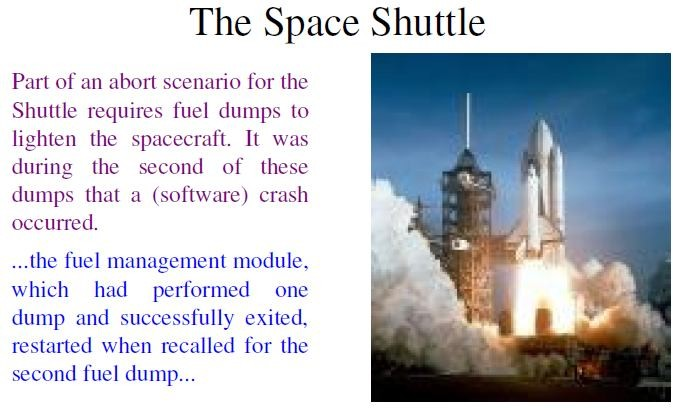 The Space Shuttle
Part of an abort scenario for the
Shuttle requires fuel dumps to
lighten the spacecraft. It was
during the second of these
dumps that a (software) crash
occurred.
...the fuel management module,
which had performed one
dump and successfully exited,
restarted when recalled for the
second fuel dump...